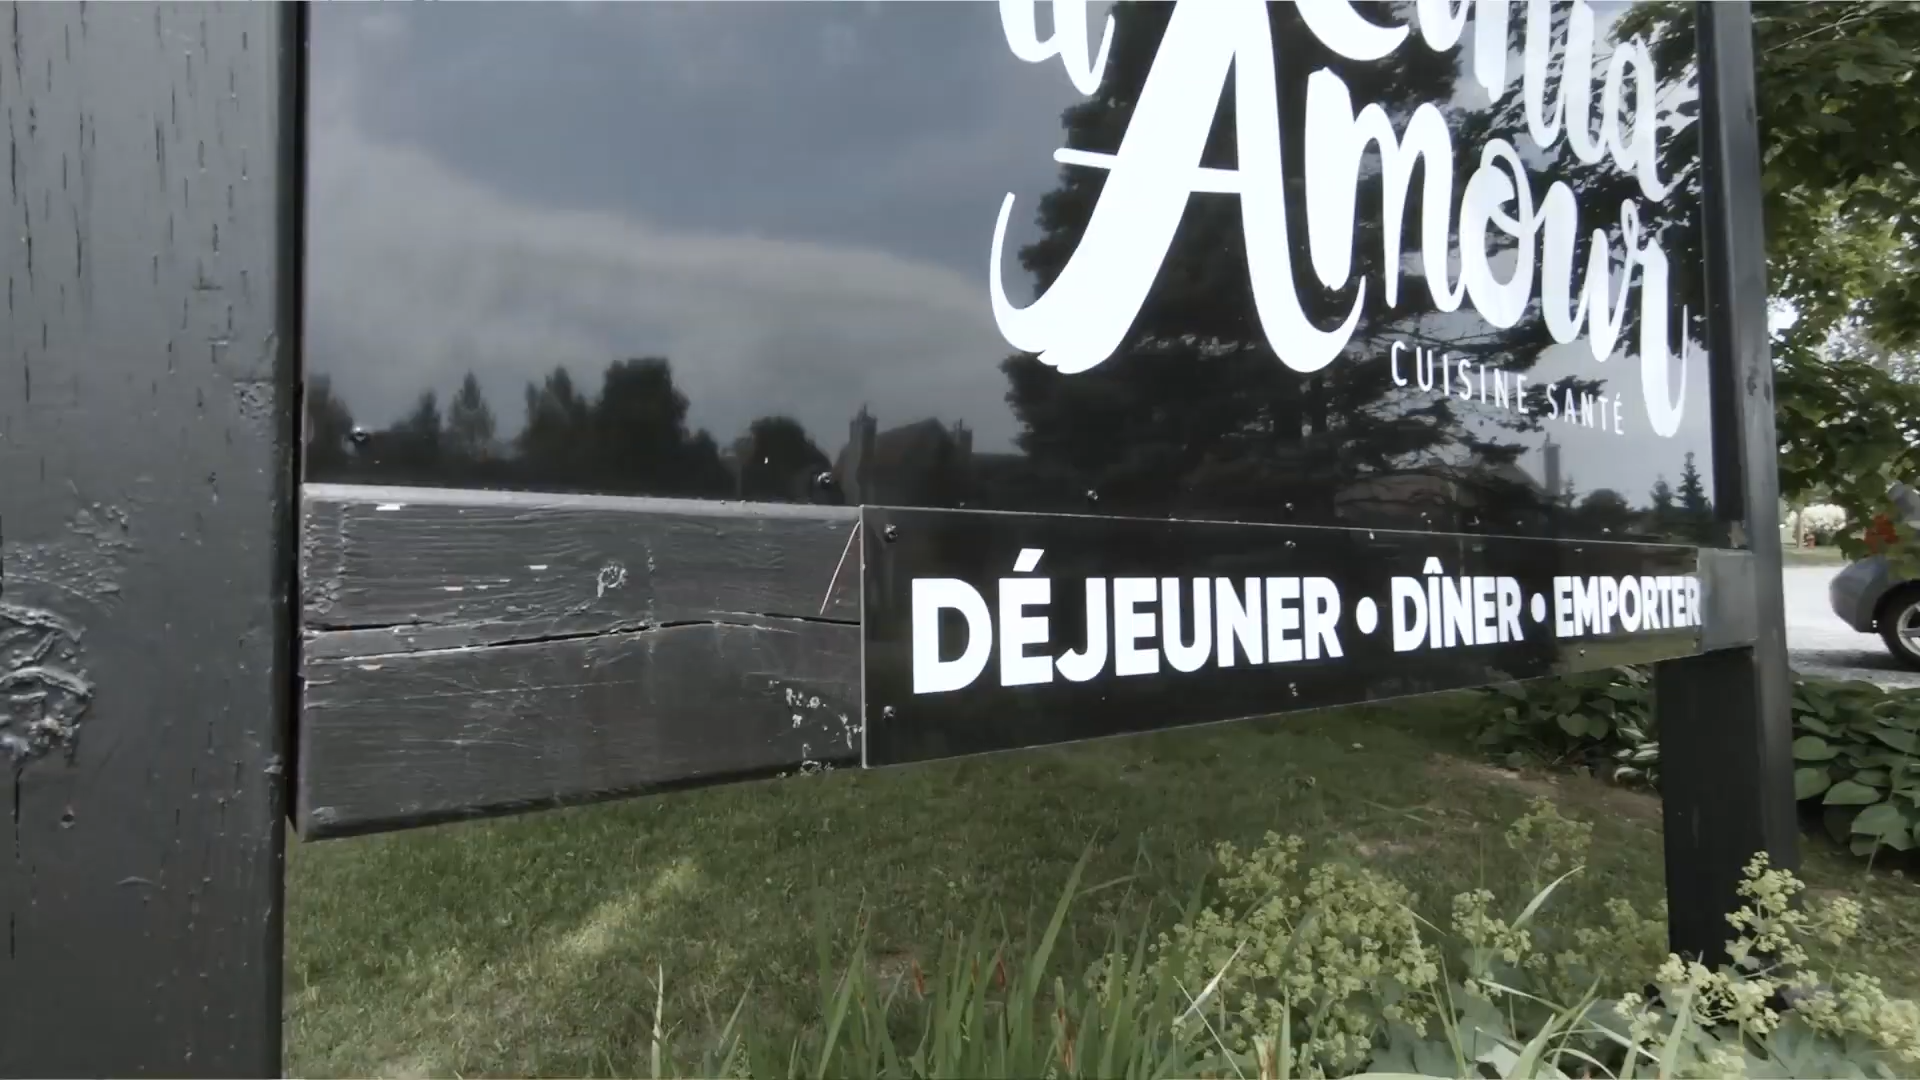 d'Amour
CUISINE SANTÉ
DÉJEUNER • DÎNER • EMPORTER